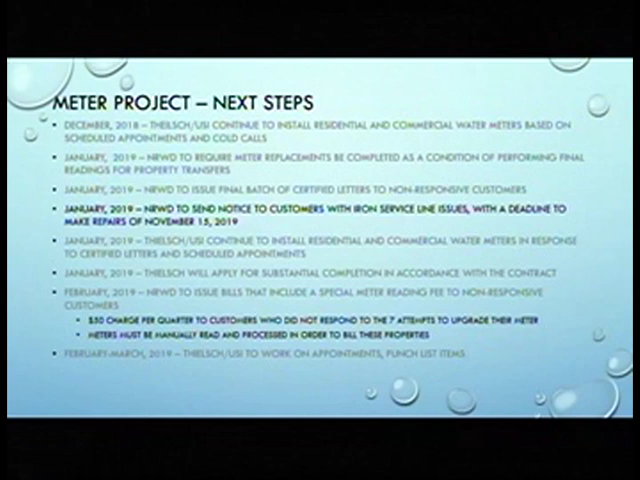 METER PROJECT – NEXT STEPS
• DECEMBER, 2018 – THEILSCH/USI CONTINUE TO INSTALL RESIDENTIAL AND COMMERCIAL WATER METERS BASED ON
SCHEDULED APPOINTMENTS AND COLD CALLS
• JANUARY, 2019 – NRWD TO REQUIRE METER REPLACEMENTS BE COMPLETED AS A CONDITION OF PERFORMING FINAL
READINGS FOR PROPERTY TRANSFERS
• JANUARY, 2019 – NRWD TO ISSUE FINAL BATCH OF CERTIFIED LETTERS TO NON-RESPONSIVE CUSTOMERS
• JANUARY, 2019 – NRWD TO SEND NOTICE TO CUSTOMERS WITH IRON SERVICE LINE ISSUES, WITH A DEADLINE TO
MAKE REPAIRS OF NOVEMBER 15, 2019
• JANUARY, 2019 – THIELSCH/USI CONTINUE TO INSTALL RESIDENTIAL AND COMMERCIAL WATER METERS IN RESPONSE
TO CERTIFIED LETTERS AND SCHEDULED APPOINTMENTS
• JANUARY, 2019 – THIELSCH WILL APPLY FOR SUBSTANTIAL COMPLETION IN ACCORDANCE WITH THE CONTRACT
• FEBRUARY, 2019 – NRWD TO ISSUE BILLS THAT INCLUDE A SPECIAL METER READING FEE TO NON-RESPONSIVE
CUSTOMERS
• $50 CHARGE PER QUARTER TO CUSTOMERS WHO DID NOT RESPOND TO THE 7 ATTEMPTS TO UPGRADE THEIR METER
• METERS MUST BE MANUALLY READ AND PROCESSED IN ORDER TO BILL THESE PROPERTIES
• FEBRUARY-MARCH, 2019 – THIELSCH/USI TO WORK ON APPOINTMENTS, PUNCH LIST ITEMS